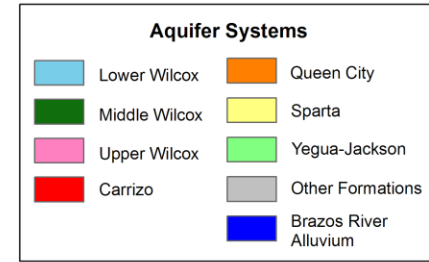 Aquifer Systems
Lower Wilcox
Middle Wilcox
Upper Wilcox
Carrizo
Queen City
Sparta
Yegua-Jackson
Other Formations
Brazos River
Alluvium